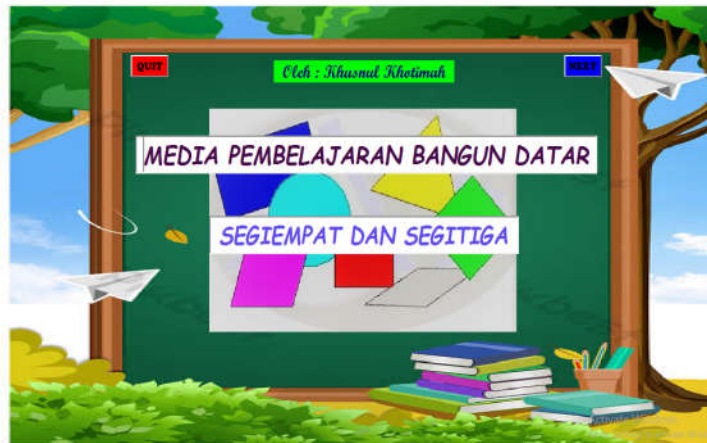 QUIT
Oleh : Khusnul Khotimah
NEXT
MEDIA PEMBELAJARAN BANGUN DATAR
SEGIEMPAT DAN SEGITIGA